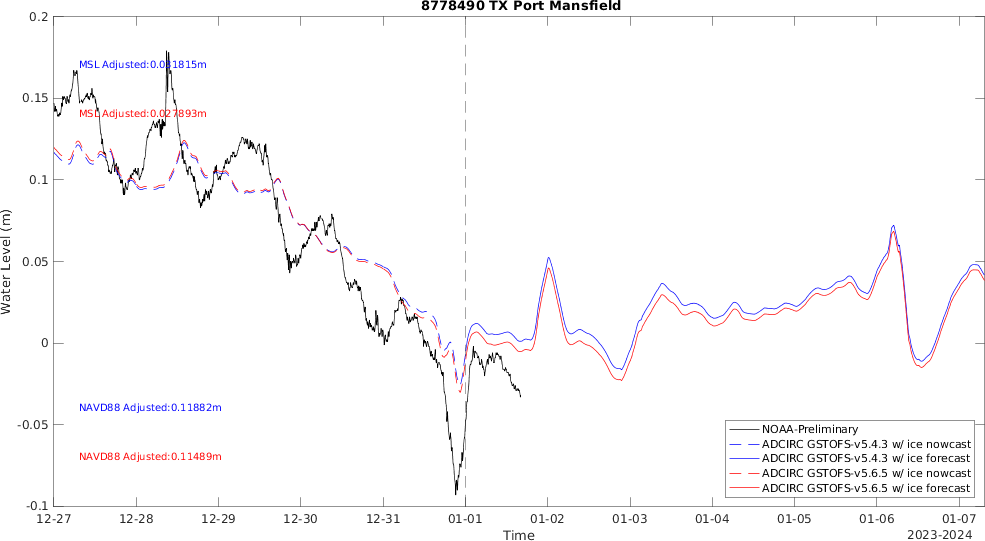 8778490 TX Port Mansfield
0.2
MSL Adjusted:0.031815m
0.15
MSL Adjusted:0.027893m
0.1
0.05
Water Level (m)
0
-0.05
NAVD88 Adjusted:0.11882m
NAVD88 Adjusted:0.11489m
-0.1
NOAA-Preliminary
ADCIRC GSTOFS-v5.4.3 w/ ice nowcast
ADCIRC GSTOFS-v5.4.3 w/ ice forecast
ADCIRC GSTOFS-v5.6.5 w/ ice nowcast
ADCIRC GSTOFS-v5.6.5 w/ ice forecast
12-27 12-28 12-29 12-30 12-31 01-01 01-02 01-03 01-04 01-05 01-06 01-07
Time
2023-2024